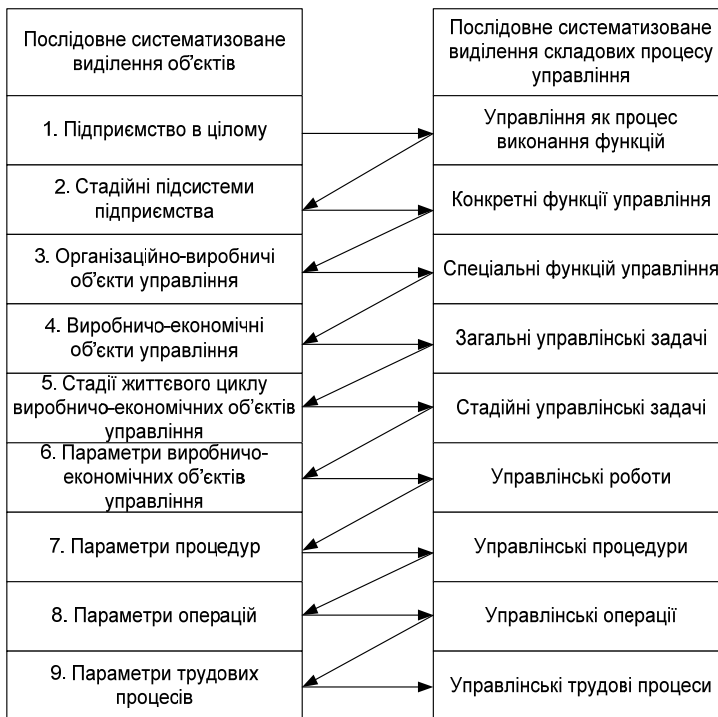 Послідовне систематизоване
виділення об'єктів
Послідовне систематизоване
виділення складових процесу
управління
1. Підприємство в цілому
Управління як процес
виконання функцій
2. Стадійні підсистеми
підприємства
Конкретні функції управління
3. Організаційно-виробничі
об'єкти управління
Спеціальні функцій управління
4. Виробничо-економічні
об'єкти управління
Загальні управлінські задачі
5. Стадії життєвого циклу
виробничо-економічних об'єктів
управління
Стадійні управлінські задачі
6. Параметри виробничо-
економічних об'єктів
управління
Управлінські роботи
7. Параметри процедур
Управлінські процедури
8. Параметри операцій
Управлінські операції
9. Параметри трудових
процесів
Управлінські трудові процеси